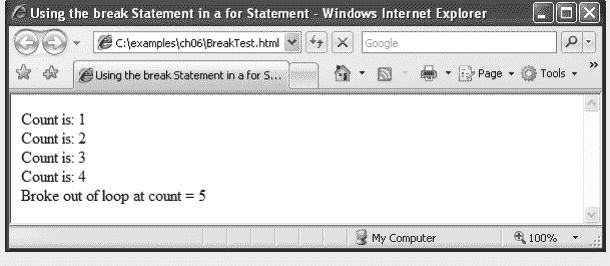 Using the break Statement in a for Statement - Windows Internet Explorer
C:\examples\ch06\BreakTest.html
Google
Using the break Statement in a for S...
Page
Tools
»
Count is: 1
Count is: 2
Count is: 3
Count is: 4
Broke out of loop at count = 5
My Computer
100%